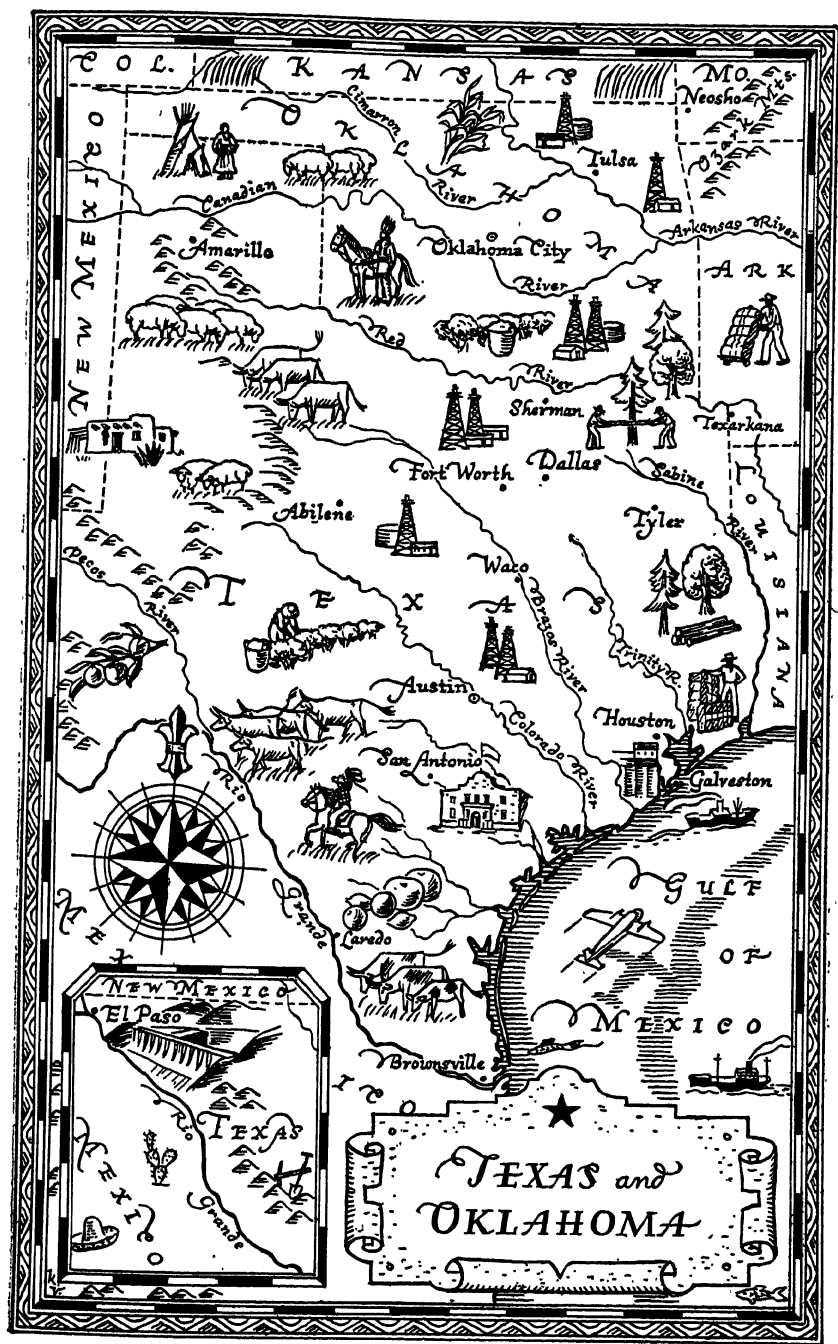 COL.
KANSAS
MO.
Neosho
Ozark Mts.
Cimarron
River
OKLAHOMA
Tulsa
NEW MEXICO
Canadian
River
Amarillo
Oklahoma City
Arkansas River
ARK
Red
River
Sherman
Texarkana
Fort Worth
Dallas
Sabine
River
LOUISIANA
Abilene
Tyler
Pecos
River
Waco
TEXAS
Brazos River
Trinity R.
Austin
Colorado River
Houston
San Antonio
Galveston
Rio
Grande
GULF
OF
MEXICO
Laredo
MEXICO
Brownsville
NEW MEXICO
El Paso
Rio
Grande
TEXAS
MEXICO
TEXAS and
OKLAHOMA